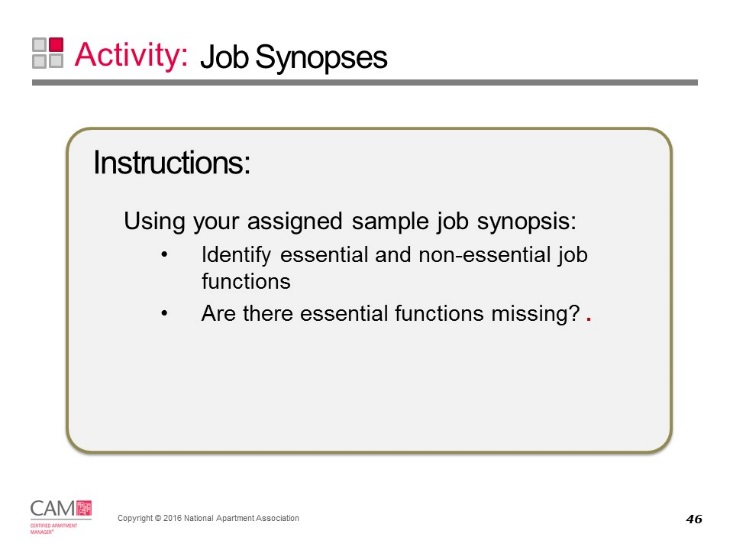 Activity: Job Synopses
Instructions:
Using your assigned sample job synopsis:
• Identify essential and non-essential job
functions
• Are there essential functions missing? .
CAM
CERTIFIED APARTMENT
MANAGER®
Copyright © 2016 National Apartment Association
46